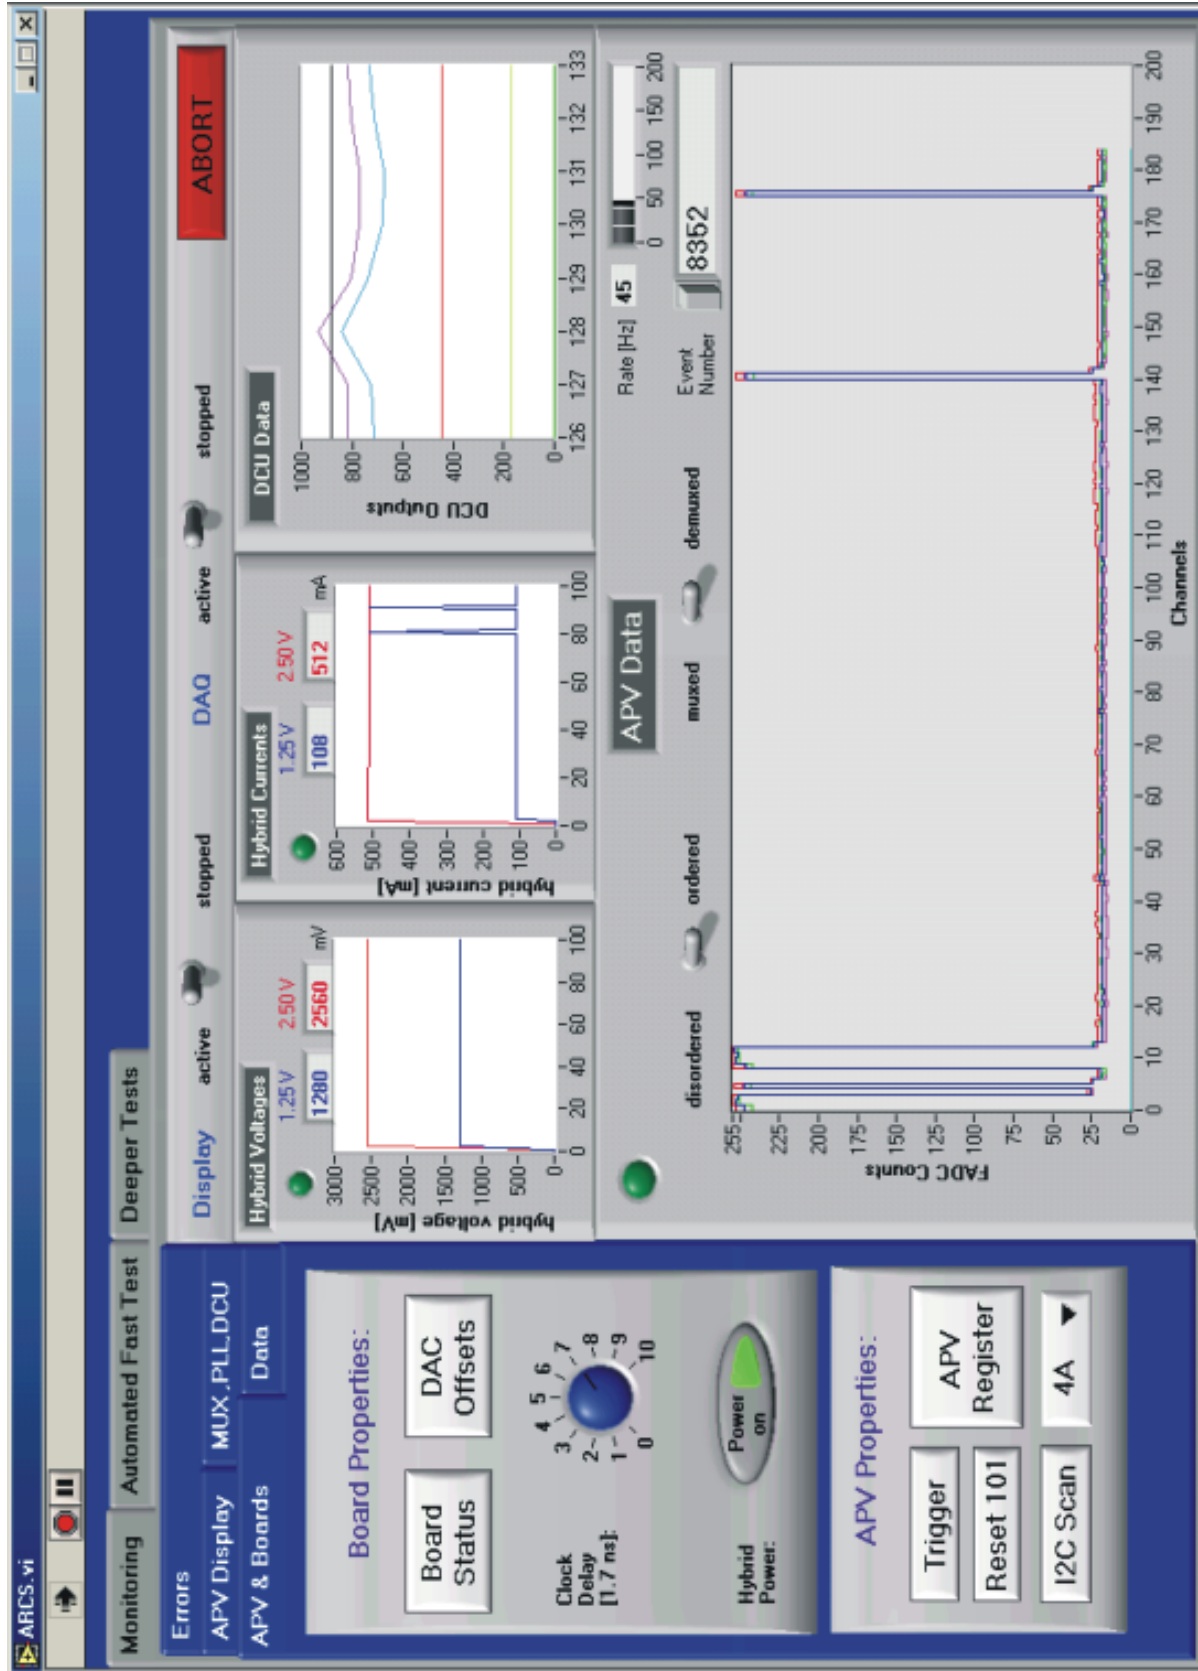 ARCS.vi
Monitoring
Automated Fast Test
Deeper Tests
Errors
APV Display
MUX,PLL,DCU
APV & Boards
Data
Board Properties:
Board Status
DAC Offsets
Clock
Delay
[1.7 ns]:
0
1
2
3
4
5
6
7
8
9
10
Hybrid
Power:
Power
on
APV Properties:
Trigger
Reset 101
APV Register
I2C Scan
4A
Display
active
stopped
DAQ
active
stopped
ABORT
Hybrid Voltages
1.25 V
2.50 V
1280
2560
mV
hybrid voltage [mV]
3000
2500
2000
1500
1000
500
0
0 20 40 60 80 100
Hybrid Currents
1.25 V
2.50 V
108
512
mA
hybrid current [mA]
600
500
400
300
200
100
0
0 20 40 60 80 100
DCU Data
DCU Outputs
1000
800
600
400
200
0
126 127 128 129 130 131 132 133
APV Data
Rate [Hz]
45
0 50 100 150 200
disordered
ordered
muxed
demuxed
Event
Number
8352
FADC Counts
255
225
200
175
150
125
100
75
50
25
0
0 10 20 30 40 50 60 70 80 90 100 110 120 130 140 150 160 170 180 190 200
Channels